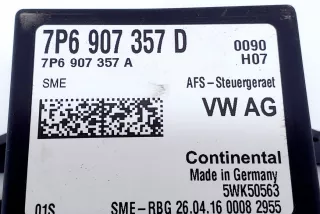 7P6 907 357 D 0090
7P6 907 357 A H07
SME AFS-Steuergeraet
VW AG
Continental
Made in Germany
5WK50563
01S SME-RBG 26.04.16 0008 2955